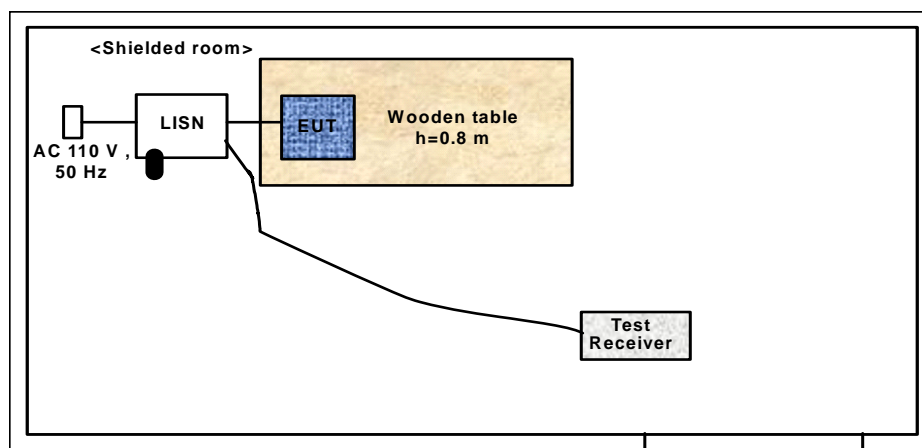 <Shielded room>
LISN
EUT
Wooden table
h=0.8 m
AC 110 V ,
50 Hz
Test
Receiver